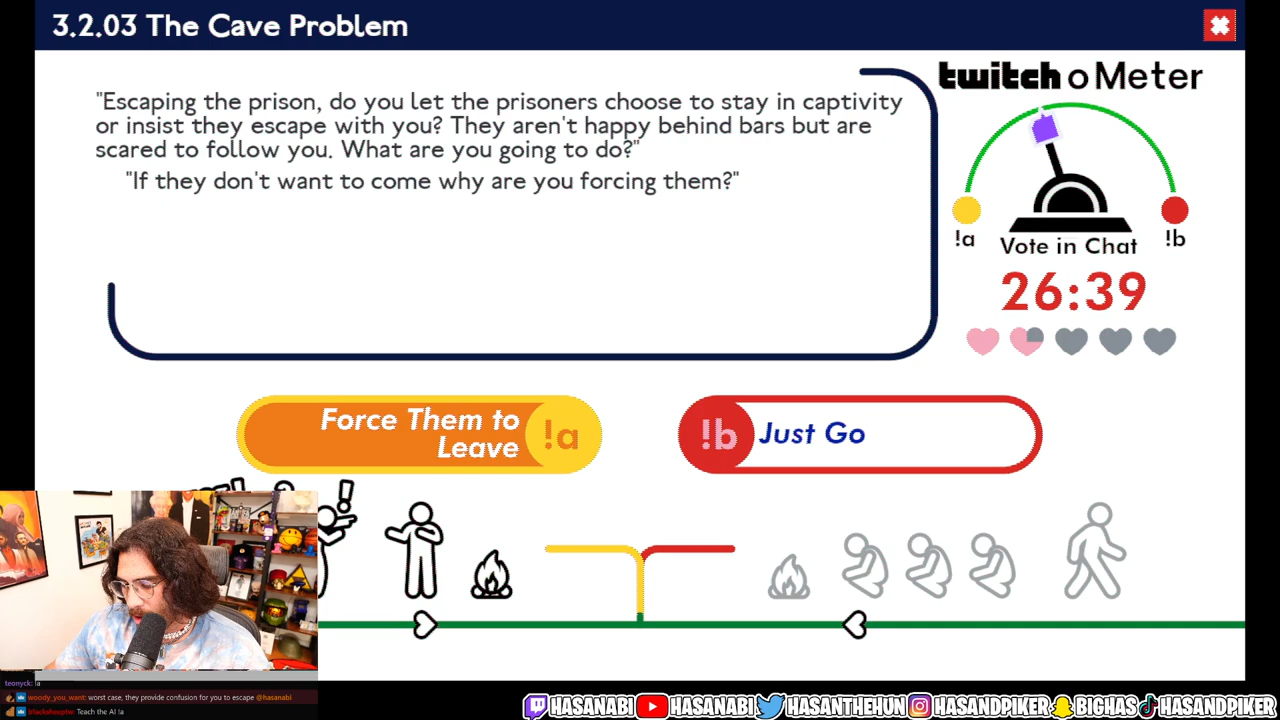 3.2.03 The Cave Problem
"Escaping the prison, do you let the prisoners choose to stay in captivity
or insist they escape with you? They aren't happy behind bars but are
scared to follow you. What are you going to do?"
"If they don't want to come why are you forcing them?"
twitch o Meter
!a
Vote in Chat
!b
26:39
Force Them to
Leave
!a
!b
Just Go
teonyck: !a
woody_you_want: worst case, they provide confusion for you to escape @hasanabi
Teach the AI !a
HASANABI HASANABI HASANTHEHUN HASANDPIKER BIGHAS HASANDPIKER